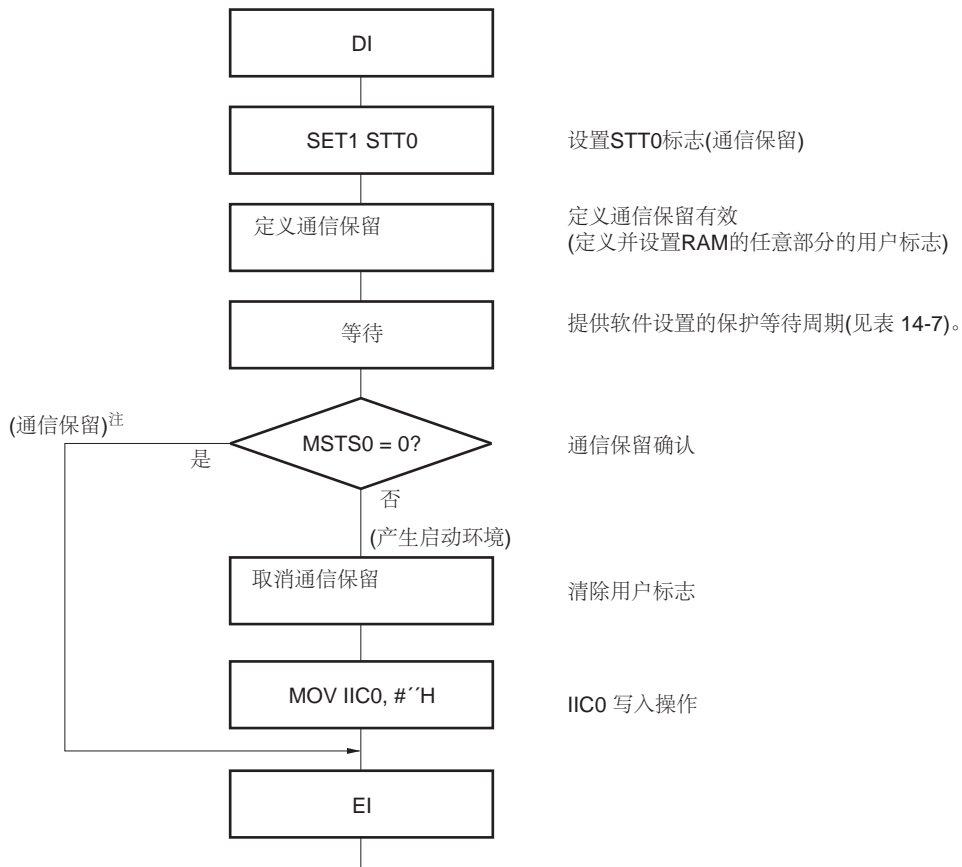 DI
SET1 STT0
设置STT0标志(通信保留)
定义通信保留
定义通信保留有效
(定义并设置RAM的任意部分的用户标志)
等待
提供软件设置的保护等待周期(见表 14-7)。
(通信保留)注
MSTS0 = 0?
通信保留确认
是
否
(产生启动环境)
取消通信保留
清除用户标志
MOV IIC0, #´´H
IIC0 写入操作
EI